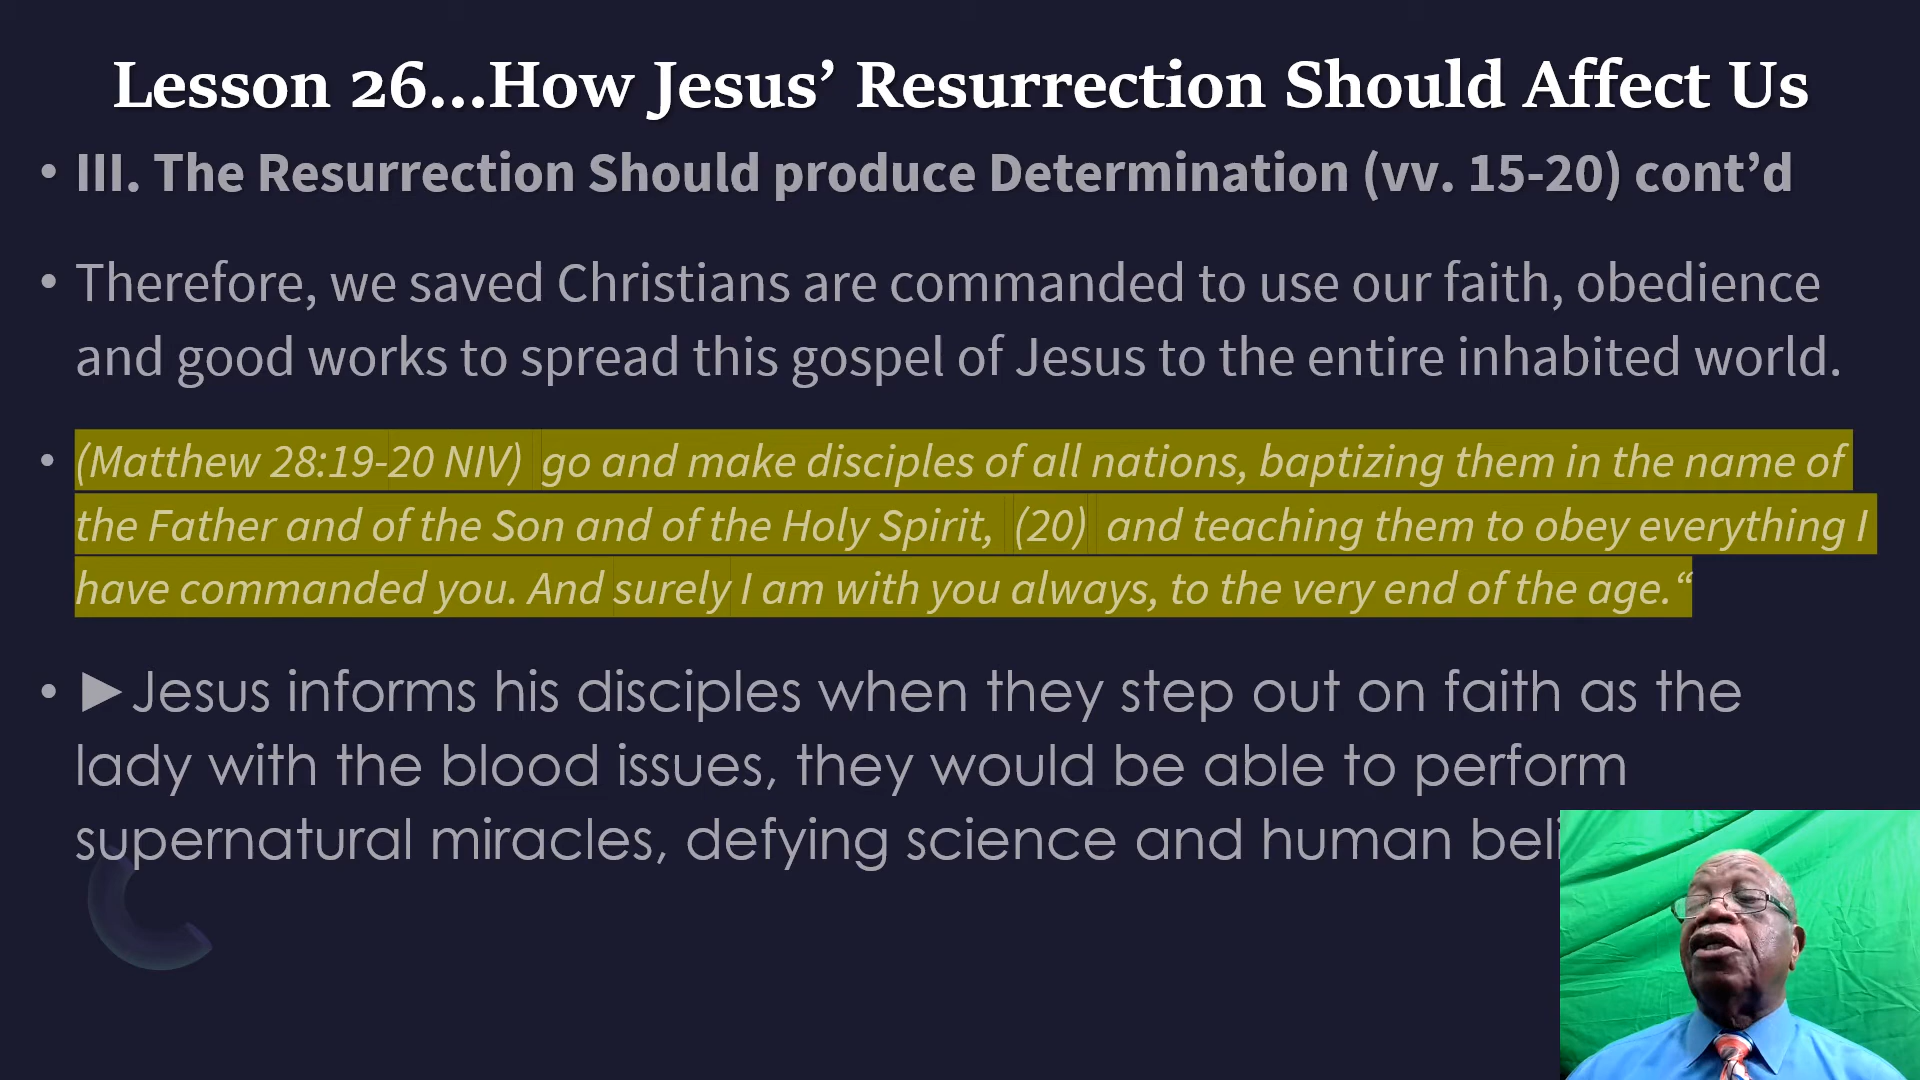 Lesson 26...How Jesus’ Resurrection Should Affect Us
• III. The Resurrection Should produce Determination (vv. 15-20) cont’d
• Therefore, we saved Christians are commanded to use our faith, obedience
and good works to spread this gospel of Jesus to the entire inhabited world.
• (Matthew 28:19-20 NIV) go and make disciples of all nations, baptizing them in the name of
the Father and of the Son and of the Holy Spirit, (20) and teaching them to obey everything I
have commanded you. And surely I am with you always, to the very end of the age.“
• ►Jesus informs his disciples when they step out on faith as the
lady with the blood issues, they would be able to perform
supernatural miracles, defying science and human